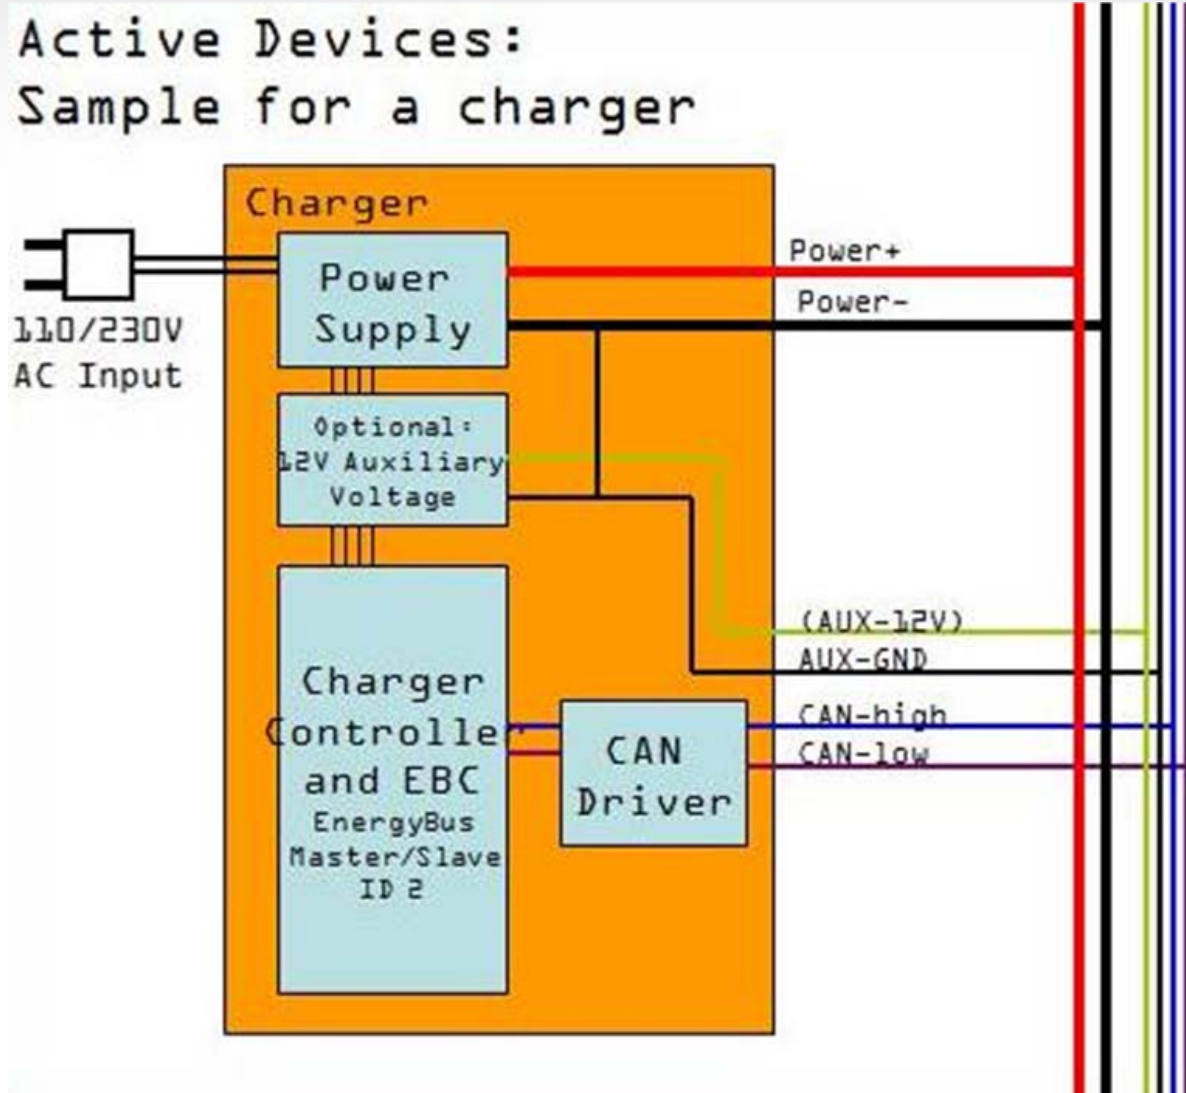 Active Devices:
Sample for a charger
Charger
110/230V
AC Input
Power
Supply
Optional:
12V Auxiliary
Voltage
Charger
Controller
and EBC
EnergyBus
Master/Slave
ID 2
CAN
Driver
Power+
Power-
(AUX-12V)
AUX-GND
CAN-high
CAN-low